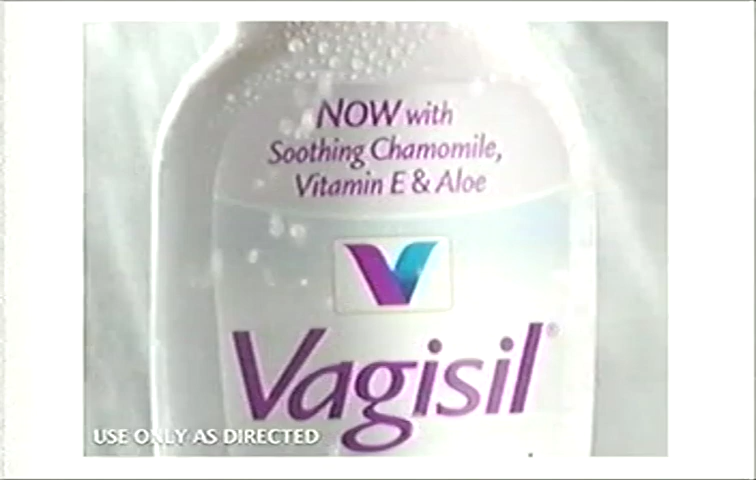 NOW with
Soothing Chamomile,
Vitamin E & Aloe
Vagisil®
USE ONLY AS DIRECTED